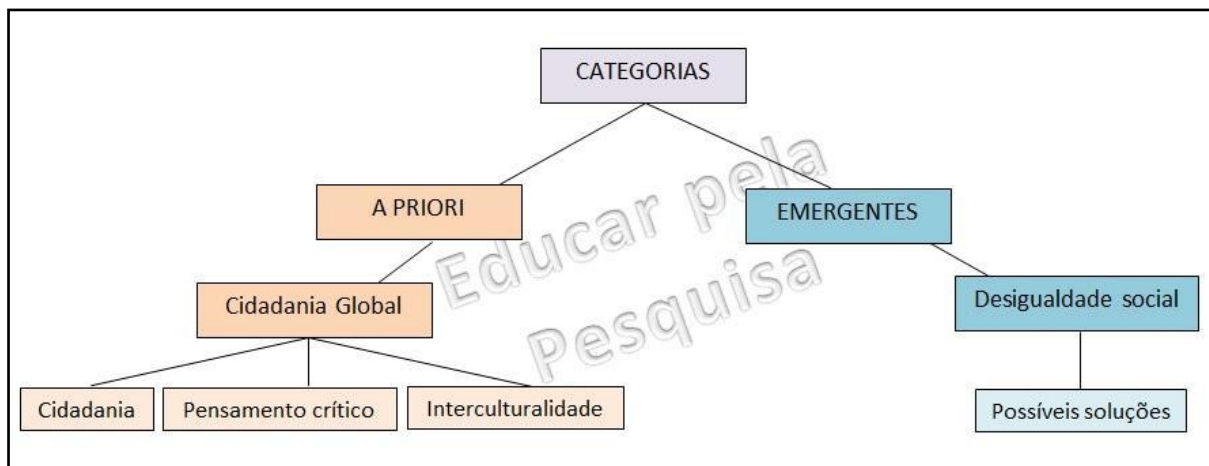 CATEGORIAS
A PRIORI
EMERGENTES
Educar pela
Pesquisa
Cidadania Global
Desigualdade social
Cidadania
Pensamento crítico
Interculturalidade
Possíveis soluções